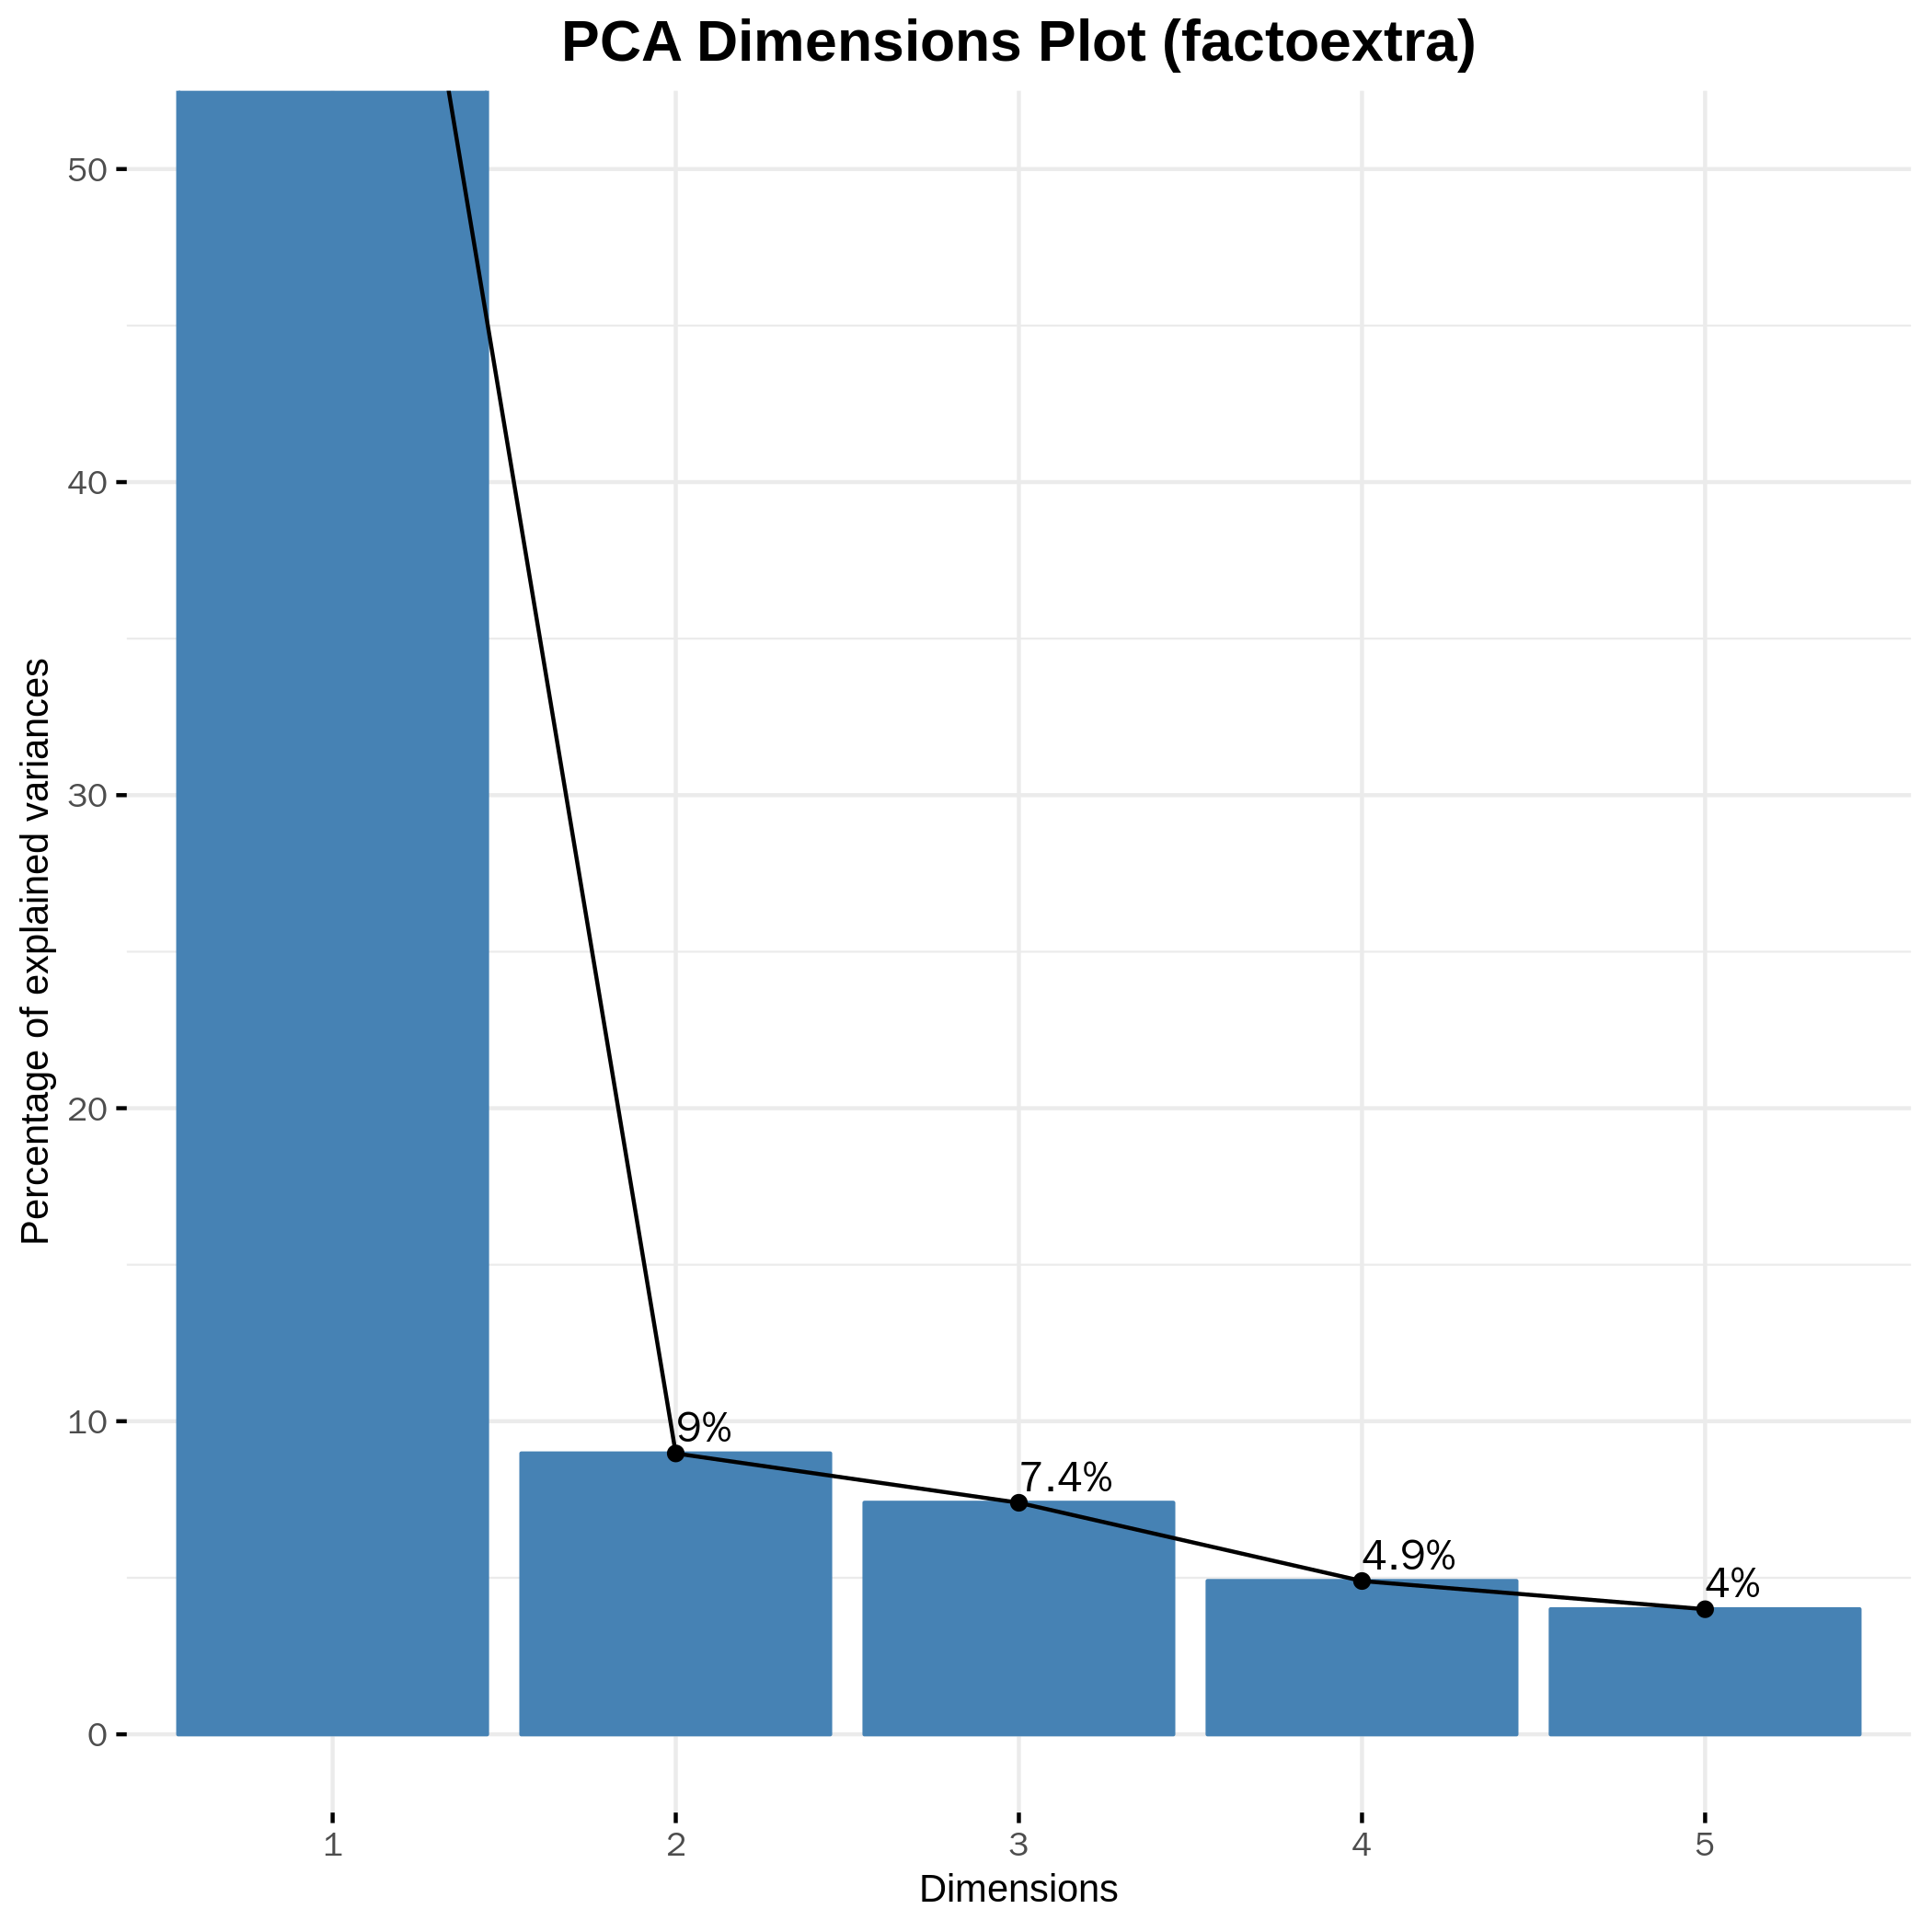 PCA Dimensions Plot (factoextra)
Percentage of explained variances
50
40
30
20
10
0
9%
7.4%
4.9%
4%
1 2 3 4 5
Dimensions